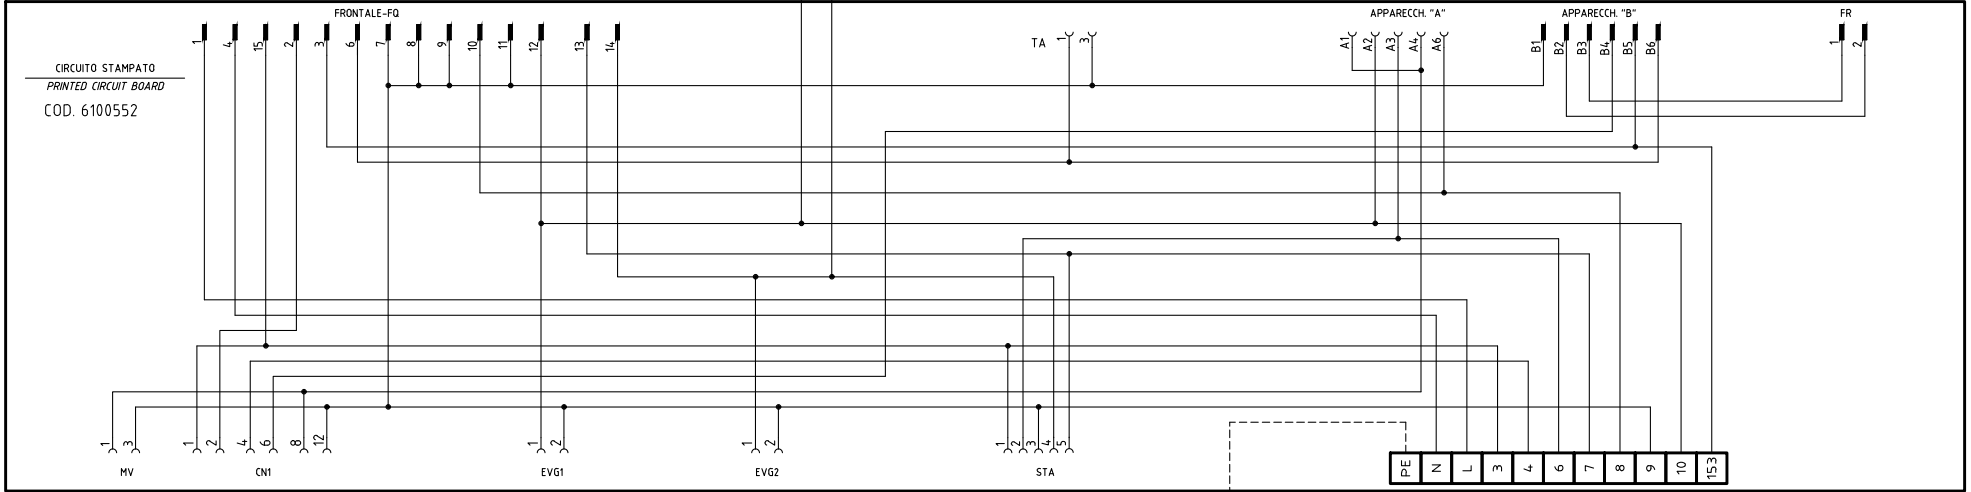 FRONTALE-FQ
APPARECCH. "A"
APPARECCH. "B"
FR
1
4
15
2
3
6
7
8
9
10
11
12
13
14
TA
1
3
A1
A2
A3
A4
A6
B1
B2
B3
B4
B5
B6
1
2
CIRCUITO STAMPATO
PRINTED CIRCUIT BOARD
COD. 6100552
1
3
1
2
4
6
8
12
1
2
1
2
1
2
3
4
5
MV
CN1
EVG1
EVG2
STA
PE
N
L
3
4
6
7
8
9
10
153